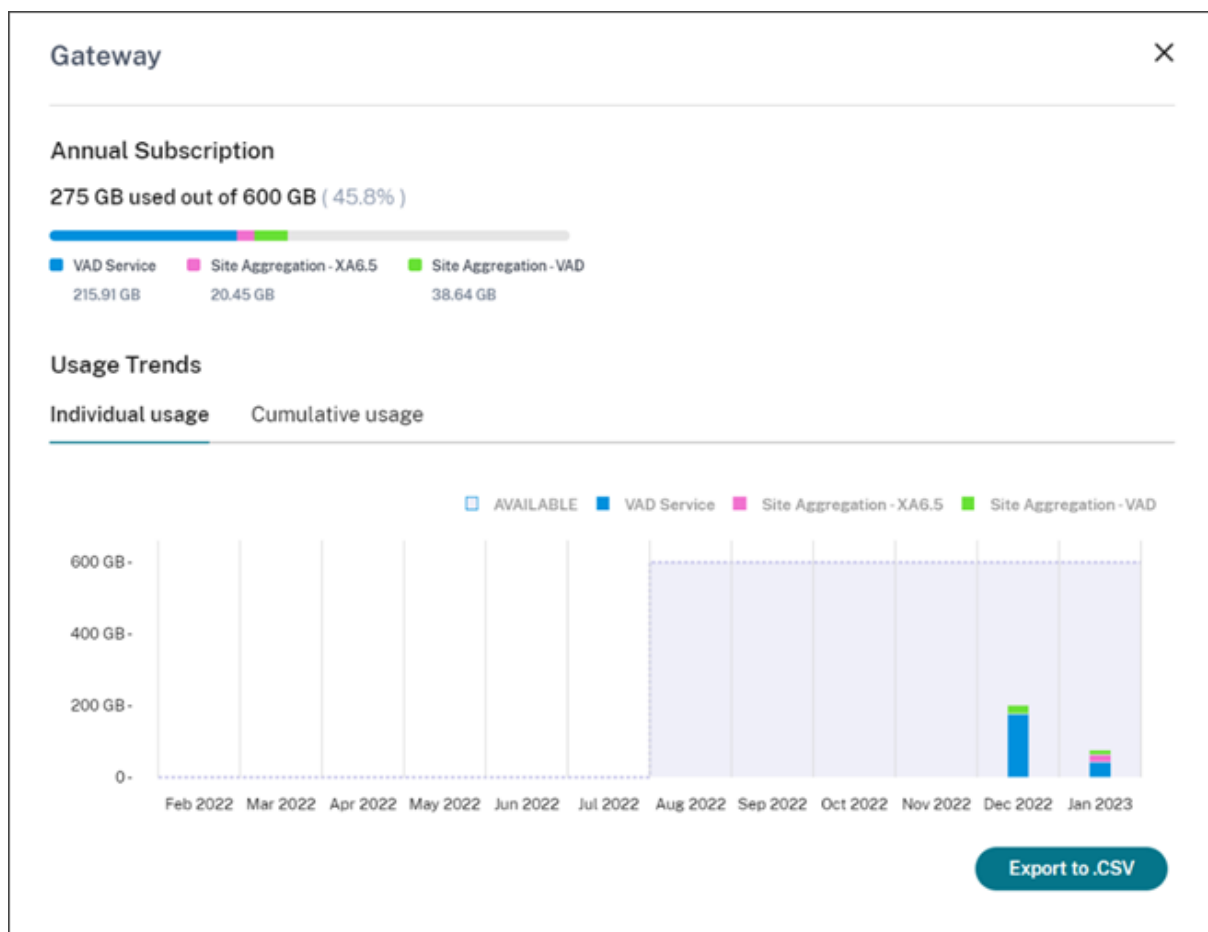 Gateway
Annual Subscription
275 GB used out of 600 GB ( 45.8% )
VAD Service Site Aggregation - XA6.5 Site Aggregation - VAD
215.91 GB 20.45 GB 38.64 GB
Usage Trends
Individual usage Cumulative usage
AVAILABLE VAD Service Site Aggregation - XA6.5 Site Aggregation - VAD
600 GB-
400 GB-
200 GB-
0-
Feb 2022 Mar 2022 Apr 2022 May 2022 Jun 2022 Jul 2022 Aug 2022 Sep 2022 Oct 2022 Nov 2022 Dec 2022 Jan 2023
Export to .CSV